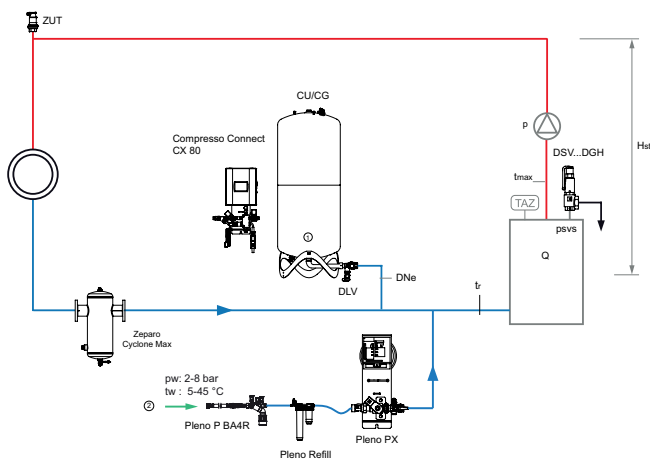 ZUT
CU/CG
Compresso Connect
CX 80
p
DSV...DGH
Hst
tmax
TAZ
psvs
Q
1
DNe
DLV
tr
Zeparo
Cyclone Max
pw: 2-8 bar
tw : 5-45 °C
2
Pleno P BA4R
Pleno PX
Pleno Refill